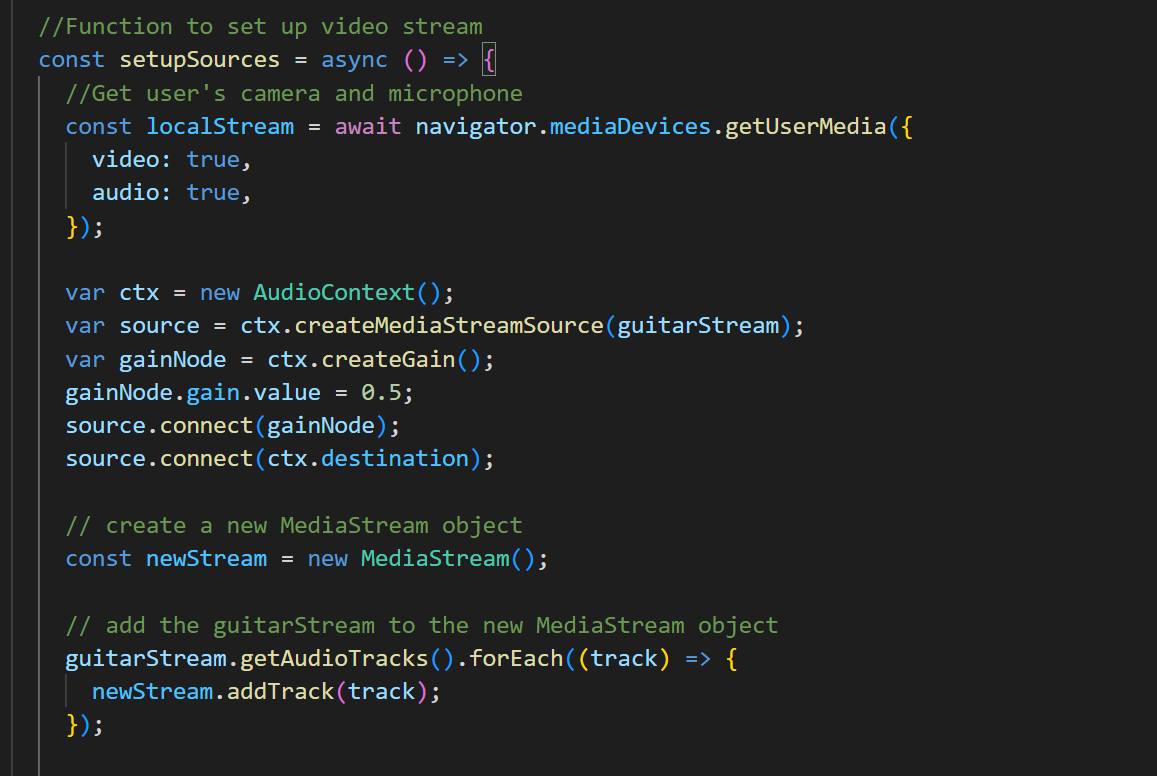 //Function to set up video stream
const setupSources = async () => {
//Get user's camera and microphone
const localStream = await navigator.mediaDevices.getUserMedia({
video: true,
audio: true,
});
var ctx = new AudioContext();
var source = ctx.createMediaStreamSource(guitarStream);
var gainNode = ctx.createGain();
gainNode.gain.value = 0.5;
source.connect(gainNode);
source.connect(ctx.destination);
// create a new MediaStream object
const newStream = new MediaStream();
// add the guitarStream to the new MediaStream object
guitarStream.getAudioTracks().forEach((track) => {
newStream.addTrack(track);
});